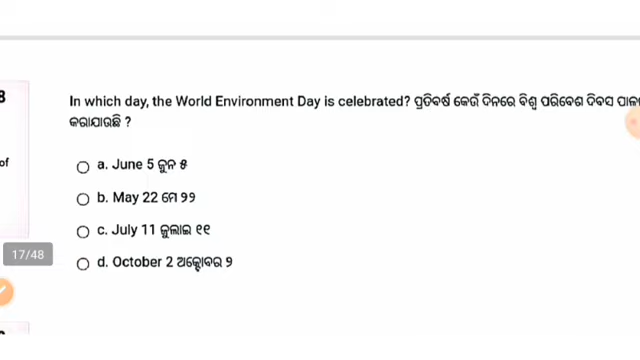 8
In which day, the World Environment Day is celebrated? ପ୍ରତିବର୍ଷ କେଉଁ ଦିନରେ ବିଶ୍ୱ ପରିବେଶ ଦିବସ
କରାଯାଉଛି ?
of
a. June 5 ଜୁନ ୫
b. May 22 ମେ ୨୨
c. July 11 ଜୁଲାଇ ୧୧
17/48
d. October 2 ଅକ୍ଟୋବର ୨